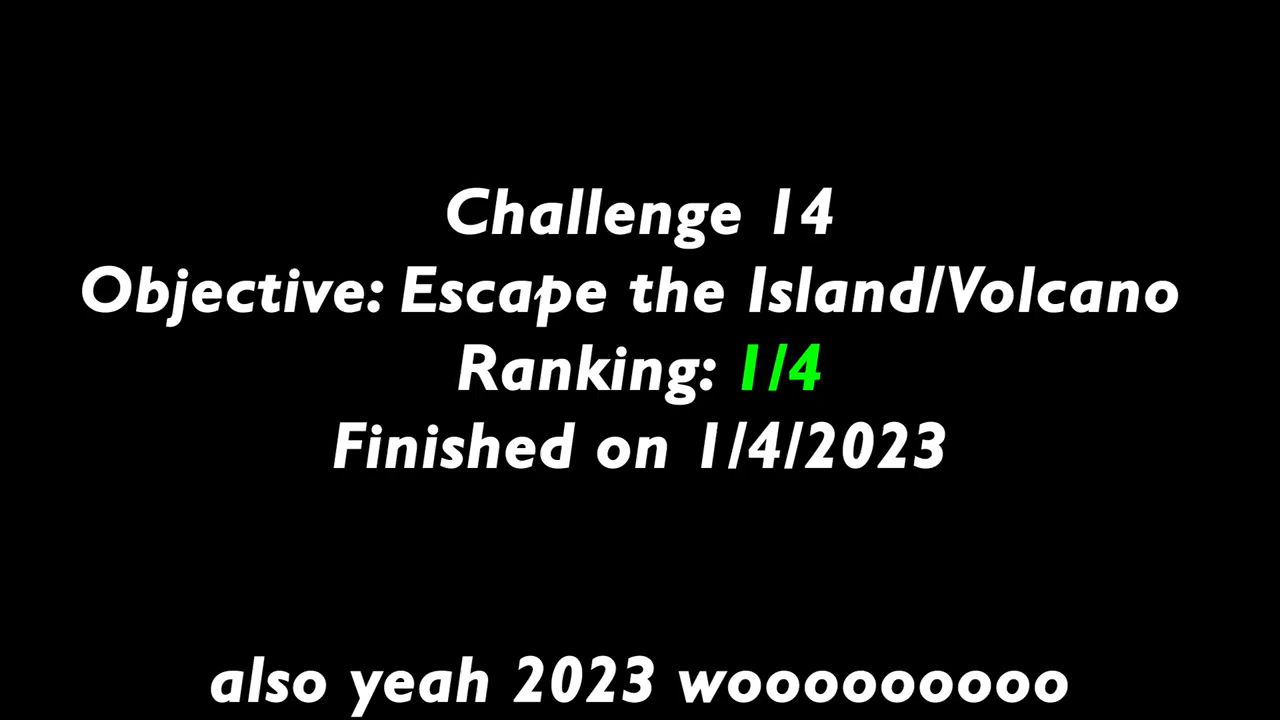 Challenge 14
Objective: Escape the Island/Volcano
Ranking: 1/4
Finished on 1/4/2023
also yeah 2023 wooooooooo